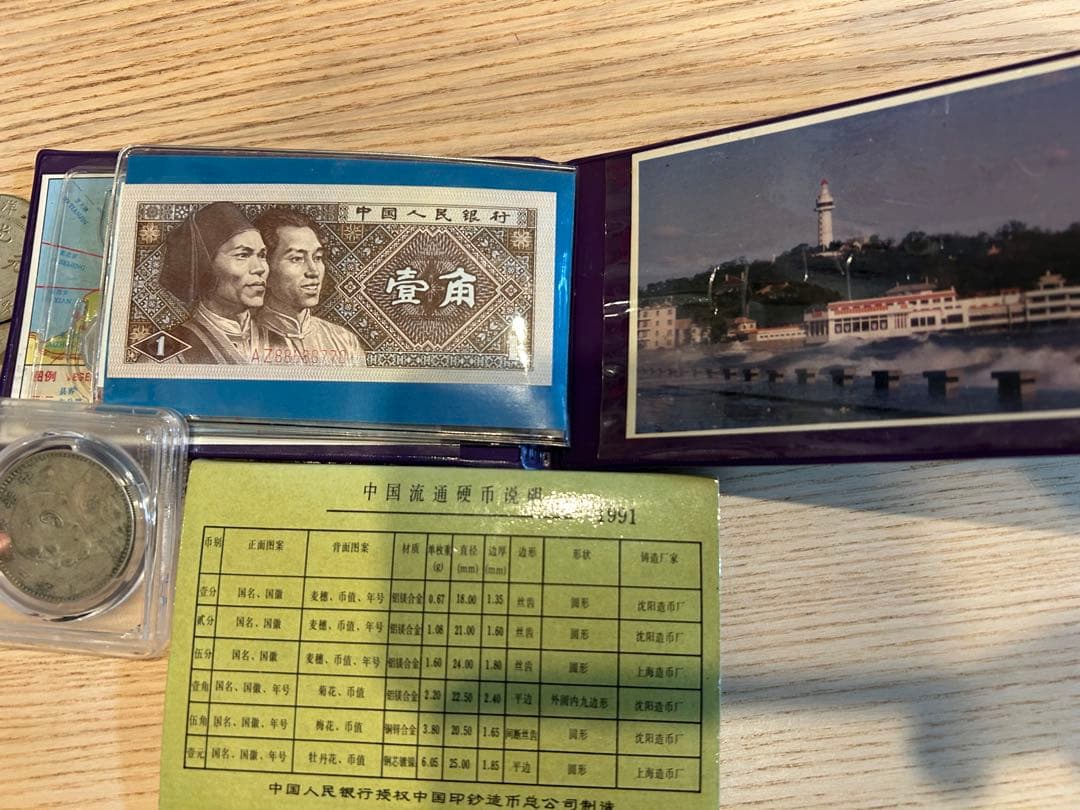 中国人民银行
壹角
1
图例
元
中国流通硬币说明
1991
币别 正面图案 背面图案 材质 单枚重(g) 直径(mm) 边厚(mm) 边形 形状 铸造厂家
壹分 国名、国徽 麦穗、币值、年号 铝镁合金 0.67 18.00 1.35 丝齿 圆形 沈阳造币厂
贰分 国名、国徽 麦穗、币值、年号 铝镁合金 1.08 21.00 1.60 丝齿 圆形 沈阳造币厂
伍分 国名、国徽 麦穗、币值、年号 铝镁合金 1.60 24.00 1.80 丝齿 圆形 上海造币厂
壹角 国名、国徽、年号 菊花、币值 铝镁合金 2.20 22.50 2.40 平边 外圆内九边形 沈阳造币厂
伍角 国名、国徽、年号 梅花、币值 铜锌合金 3.80 20.50 1.65 间断丝齿 圆形 沈阳造币厂
壹元 国名、国徽、年号 牡丹花、币值 钢芯镀镍 6.05 25.00 1.85 平边 圆形 上海造币厂
中国人民银行授权中国印钞造币总公司制造